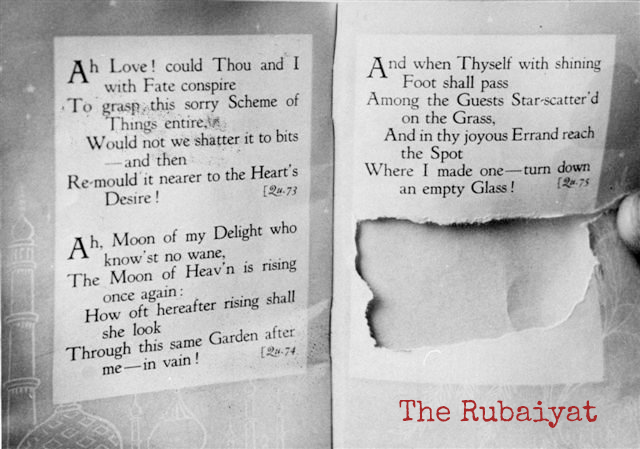 Ah Love! could Thou and I
with Fate conspire
To grasp this sorry Scheme of
Things entire,
Would not we shatter it to bits
—and then
Re-mould it nearer to the Heart's
Desire! [Qu. 73
Ah, Moon of my Delight who
know'st no wane,
The Moon of Heav'n is rising
once again:
How oft hereafter rising shall
she look
Through this same Garden after
me—in vain! [Qu. 74
And when Thyself with shining
Foot shall pass
Among the Guests Star-scatter'd
on the Grass,
And in thy joyous Errand reach
the Spot
Where I made one—turn down
an empty Glass! [Qu. 75
The Rubaiyat